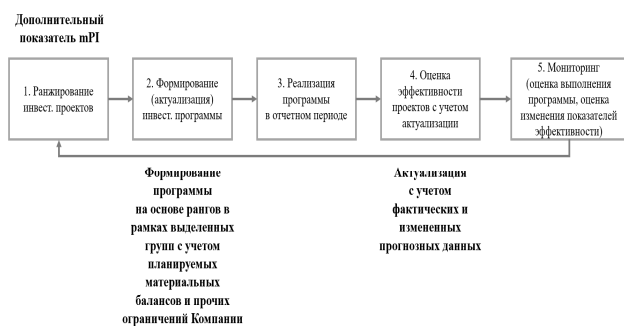 Дополнительный
показатель mPI
1. Ранжирование
инвест. проектов
2. Формирование
(актуализация)
инвест. программы
3. Реализация
программы
в отчетном периоде
4. Оценка
эффективности
проектов с учетом
актуализации
5. Мониторинг
(оценка выполнения
программы, оценка
изменения показателей
эффективности)
Формирование
программы
на основе рангов в
рамках выделенных
групп с учетом
планируемых
материальных
балансов и прочих
ограничений Компании
Актуализация
с учетом
фактических и
измененных
прогнозных данных